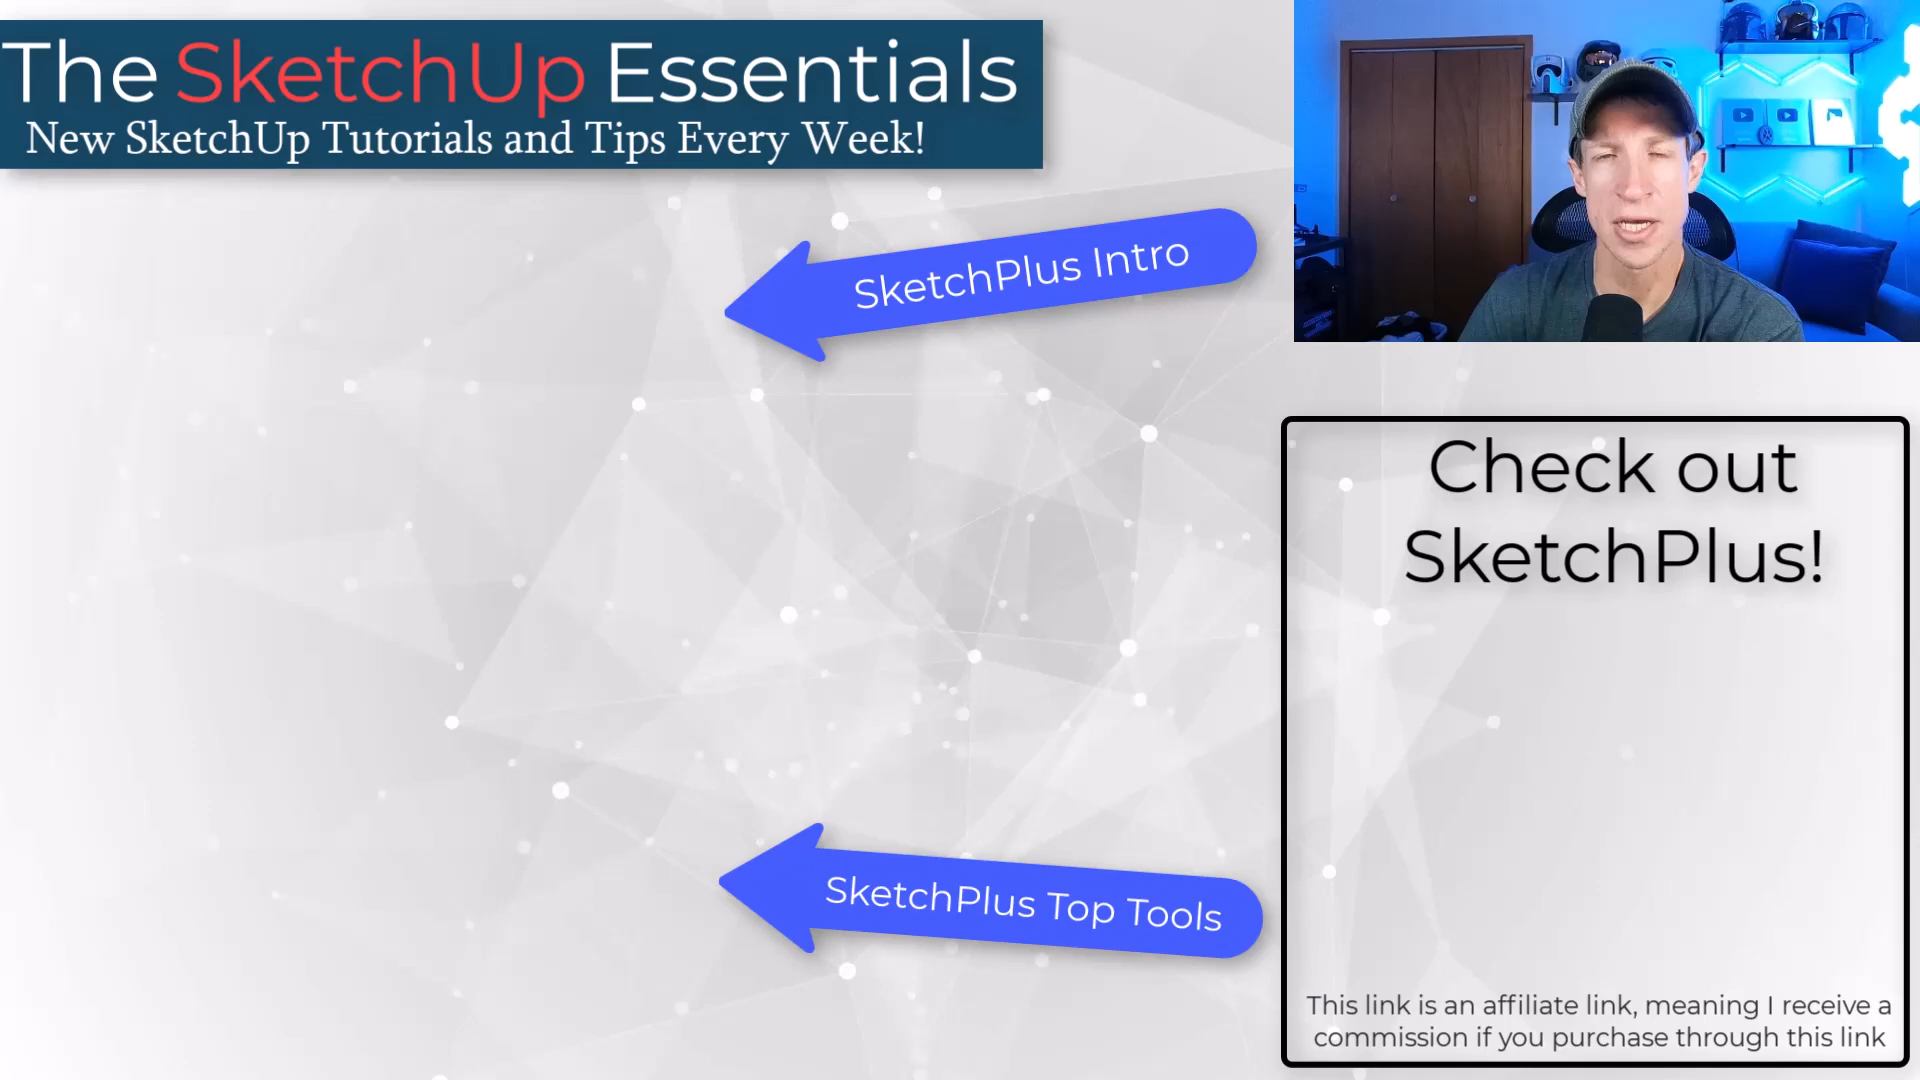 The SketchUp Essentials
New SketchUp Tutorials and Tips Every Week!
SketchPlus Intro
Check out
SketchPlus!
SketchPlus Top Tools
This link is an affiliate link, meaning I receive a
commission if you purchase through this link